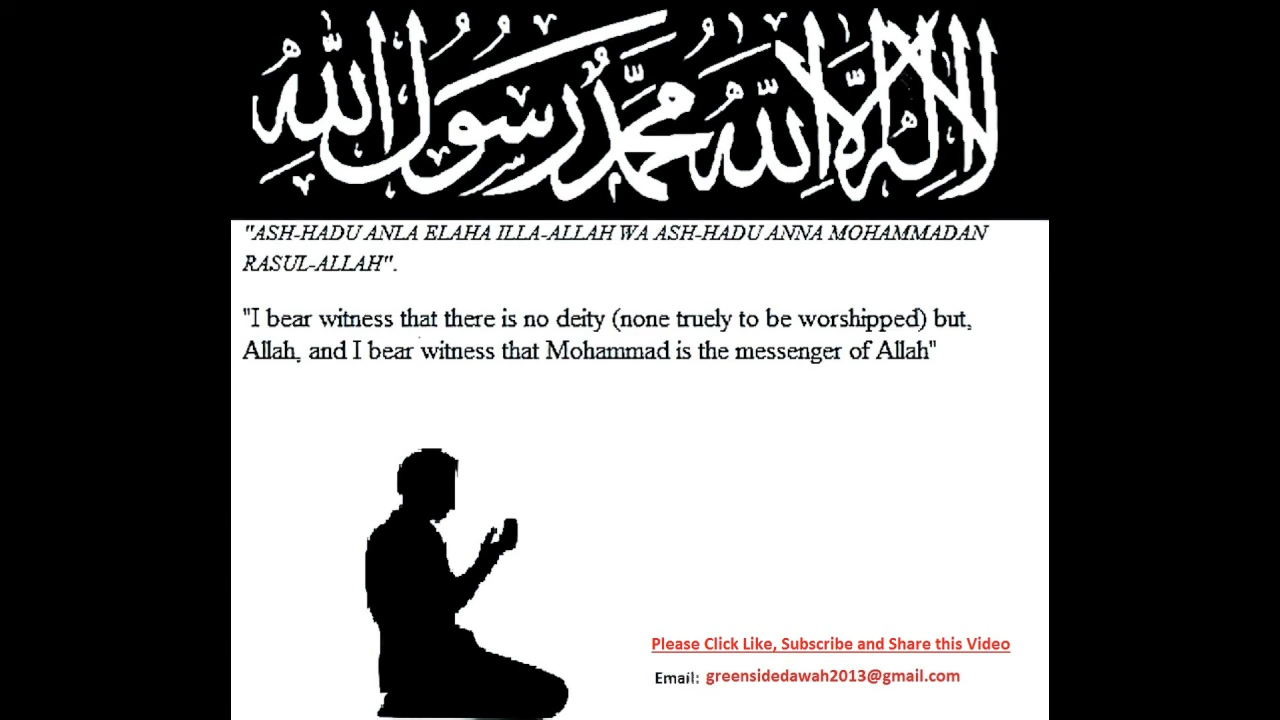 لا إله إلا الله محمد رسول الله
"ASH-HADU ANLA ELAHA ILLA-ALLAH WA ASH-HADU ANNA MOHAMMADAN
RASUL-ALLAH".
"I bear witness that there is no deity (none truely to be worshipped) but,
Allah, and I bear witness that Mohammad is the messenger of Allah"
Please Click Like, Subscribe and Share this Video
Email: greensidedawah2013@gmail.com